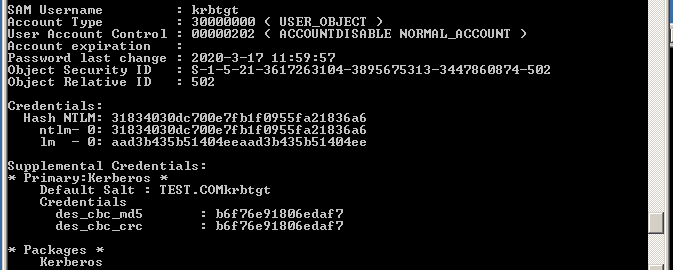 SAM Username         : krbtgt
Account Type         : 30000000 ( USER_OBJECT )
User Account Control : 00000202 ( ACCOUNTDISABLE NORMAL_ACCOUNT )
Account expiration   :
Password last change : 2020-3-17 11:59:57
Object Security ID   : S-1-5-21-3617263104-3895675313-3447860874-502
Object Relative ID   : 502
Credentials:
  Hash NTLM: 31834030dc700e7fb1f0955fa21836a6
    ntlm- 0: 31834030dc700e7fb1f0955fa21836a6
    lm  - 0: aad3b435b51404eeaad3b435b51404ee
Supplemental Credentials:
* Primary:Kerberos *
    Default Salt : TEST.COMkrbtgt
    Credentials
      des_cbc_md5       : b6f76e91806edaf7
      des_cbc_crc       : b6f76e91806edaf7
* Packages *
    Kerberos